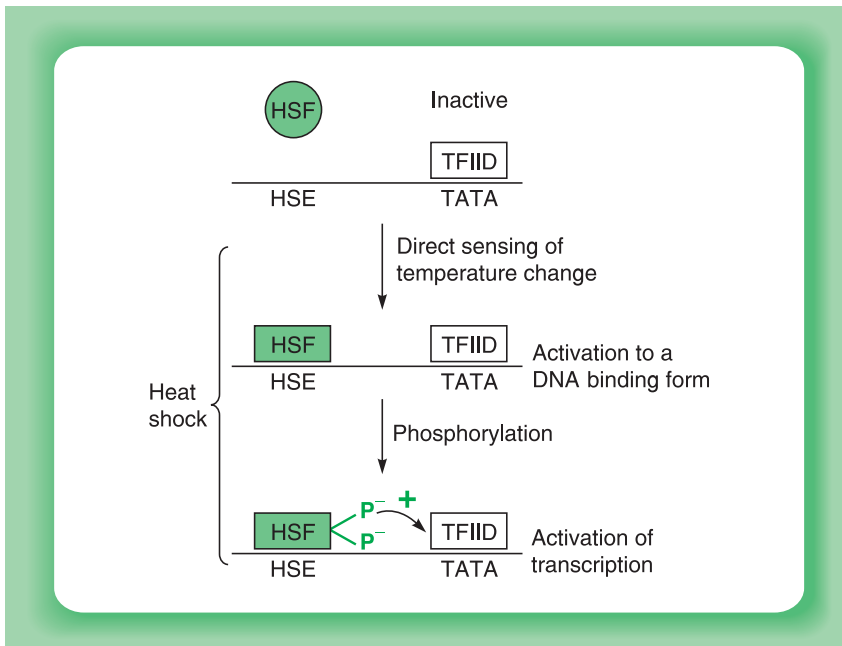 HSF
Inactive
TFIID
HSE
TATA
Direct sensing of
temperature change
HSF
TFIID
HSE
TATA
Activation to a
DNA binding form
Heat
shock
Phosphorylation
P⁻ +
P⁻
HSF
TFIID
HSE
TATA
Activation of
transcription